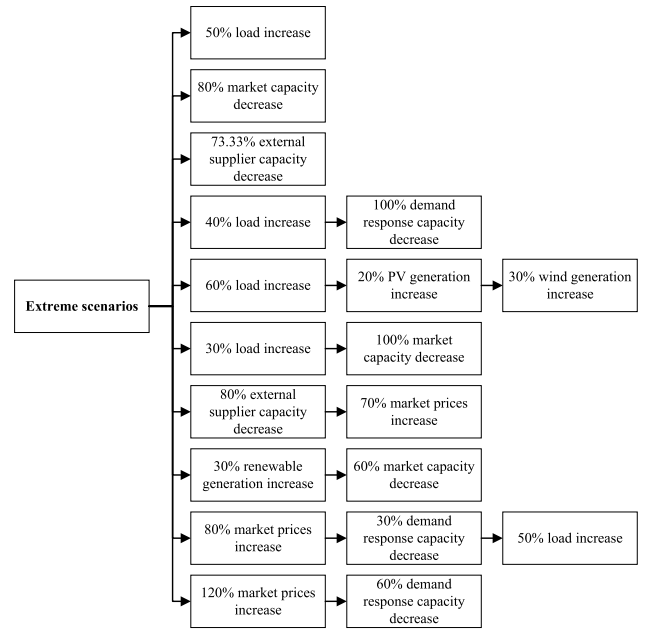 50% load increase
80% market capacity
decrease
73.33% external
supplier capacity
decrease
40% load increase
100% demand
response capacity
decrease
Extreme scenarios
60% load increase
20% PV generation
increase
30% wind generation
increase
30% load increase
100% market
capacity decrease
80% external
supplier capacity
decrease
70% market prices
increase
30% renewable
generation increase
60% market capacity
decrease
80% market prices
increase
30% demand
response capacity
decrease
50% load increase
120% market prices
increase
60% demand
response capacity
decrease